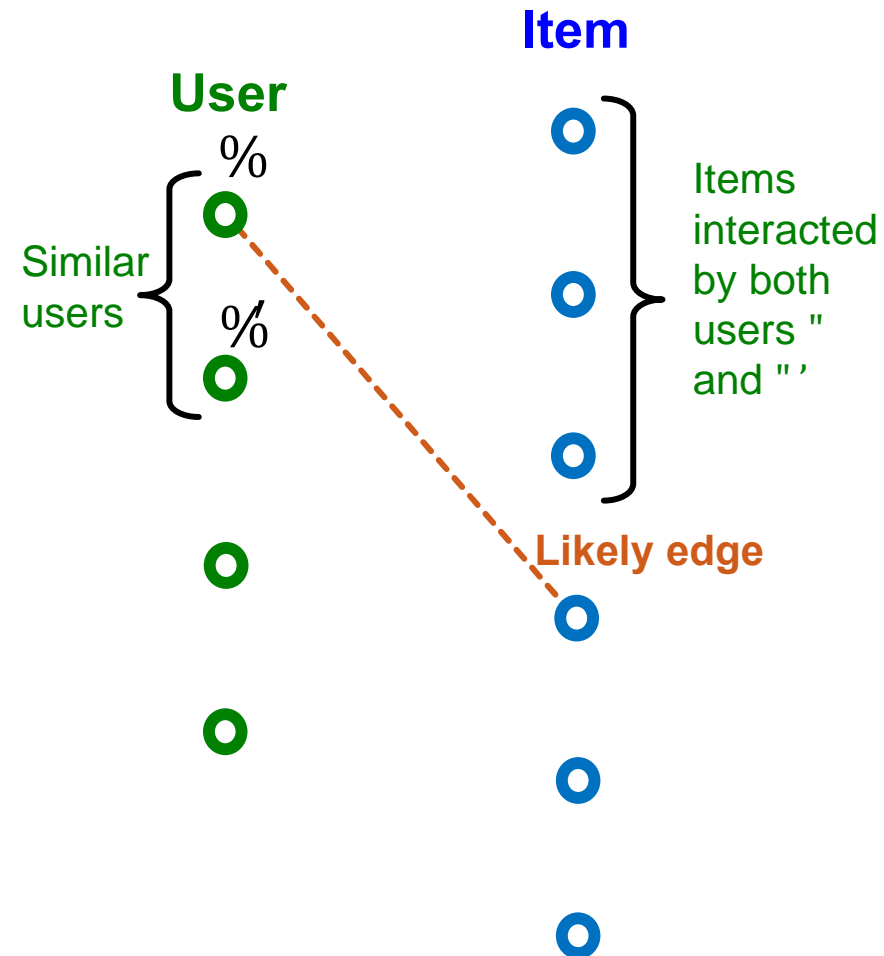 Item
User
%
Similar
users
%′
Items
interacted
by both
users "
and "′
Likely edge